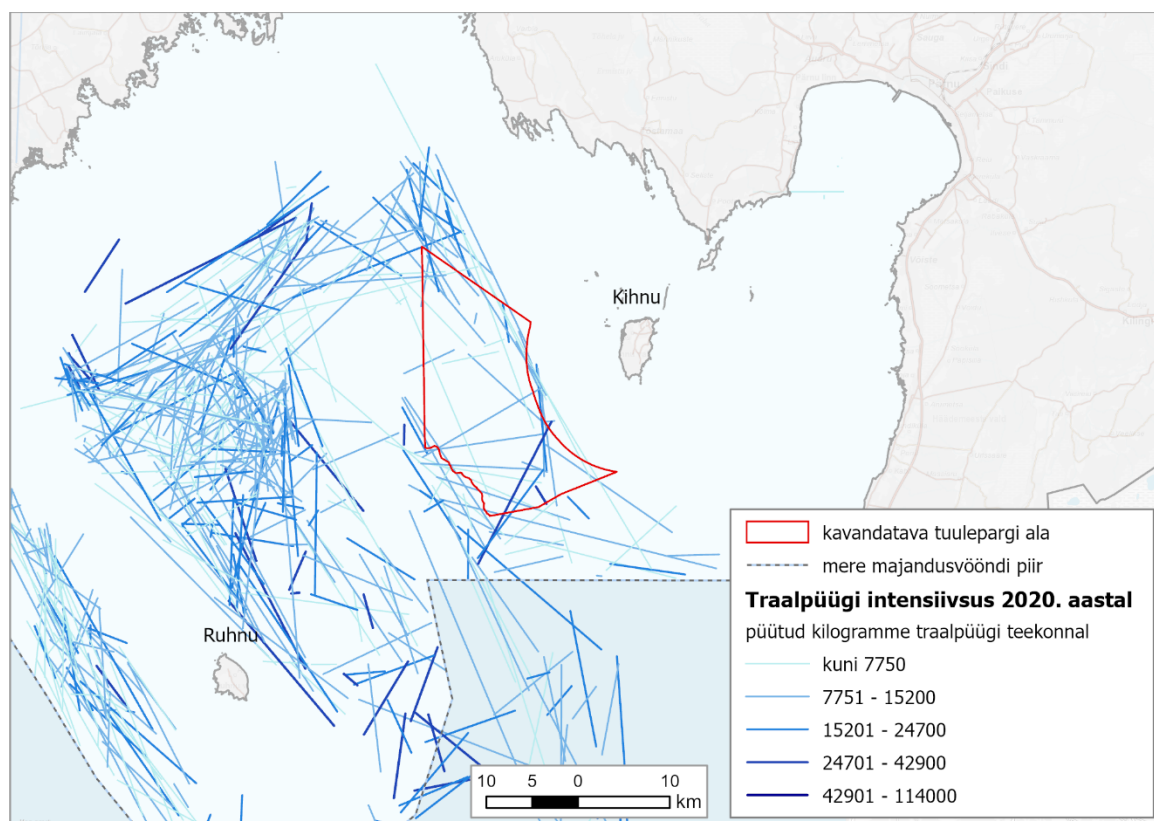 Kihnu
Ruhnu
kavandatava tuulepargi ala
mere majandusvööndi piir
Traalpüügi intensiivsus 2020. aastal
püütud kilogramme traalpüügi teekonnal
kuni 7750
7751 - 15200
15201 - 24700
24701 - 42900
42901 - 114000
10 5 0 10
km